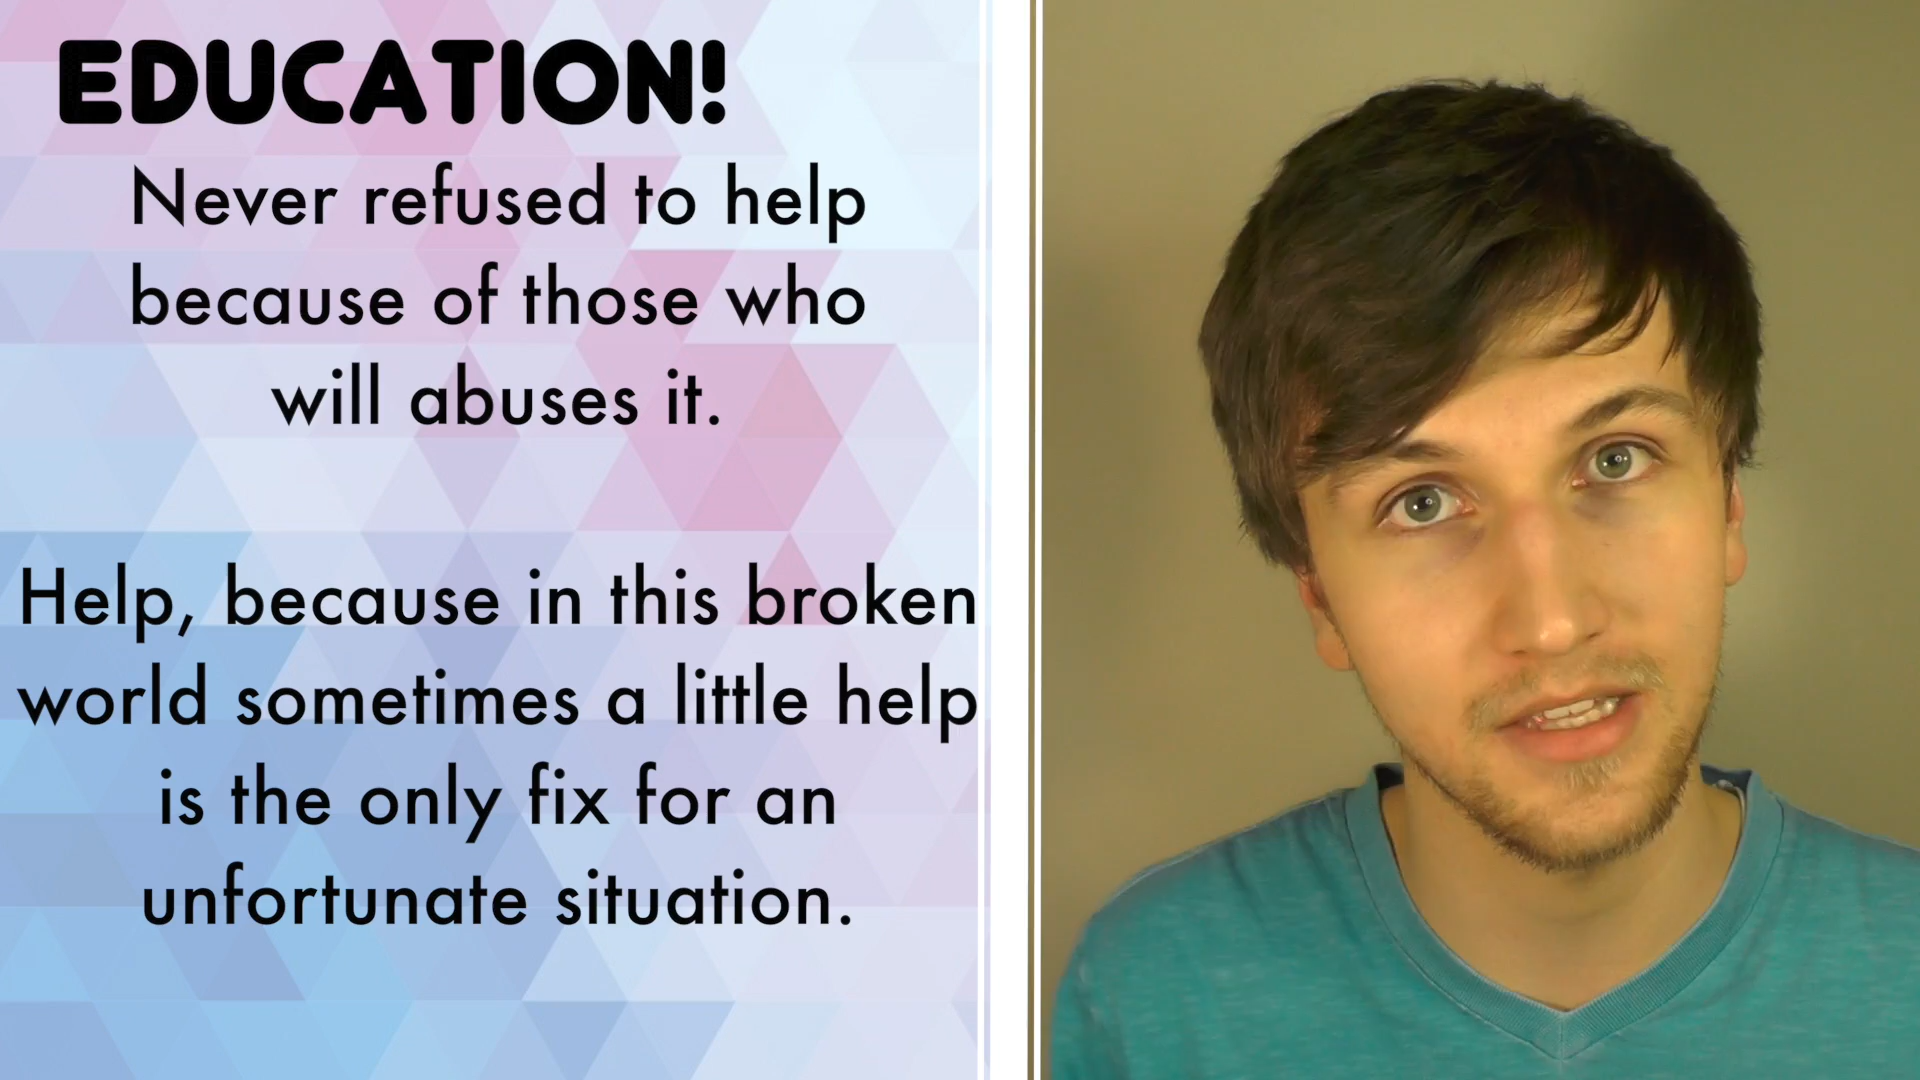 EDUCATION!
Never refused to help
because of those who
will abuses it.
Help, because in this broken
world sometimes a little help
is the only fix for an
unfortunate situation.